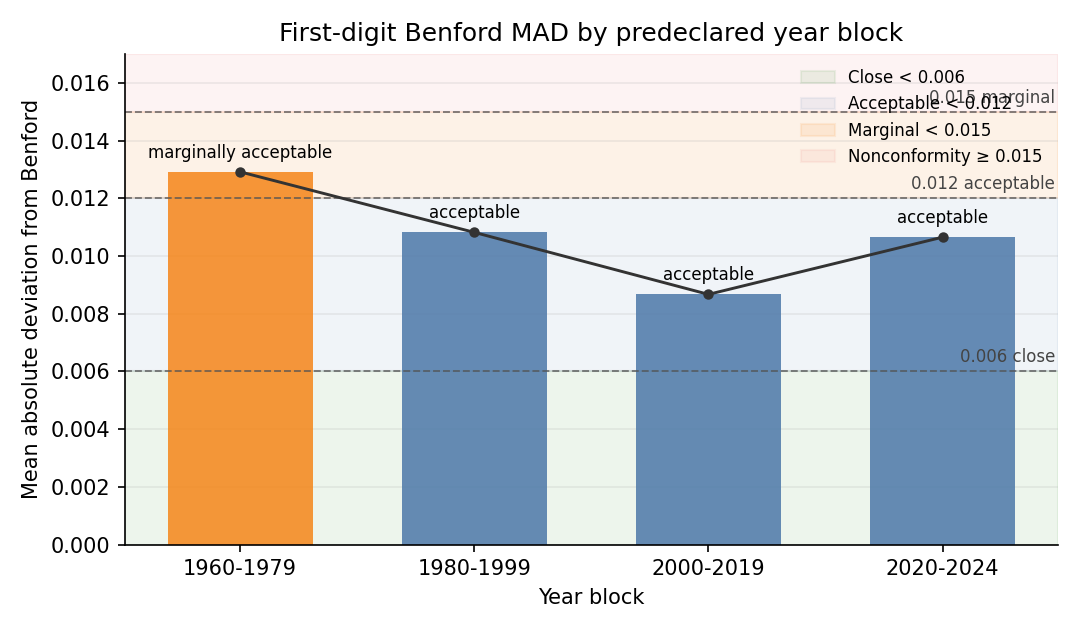 First-digit Benford MAD by predeclared year block
Mean absolute deviation from Benford
0.016
0.014
0.012
0.010
0.008
0.006
0.004
0.002
0.000
Close < 0.006
Acceptable < 0.012
Marginal < 0.015
Nonconformity ≥ 0.015
0.015 marginal
0.012 acceptable
0.006 close
marginally acceptable
acceptable
acceptable
acceptable
1960-1979
1980-1999
2000-2019
2020-2024
Year block